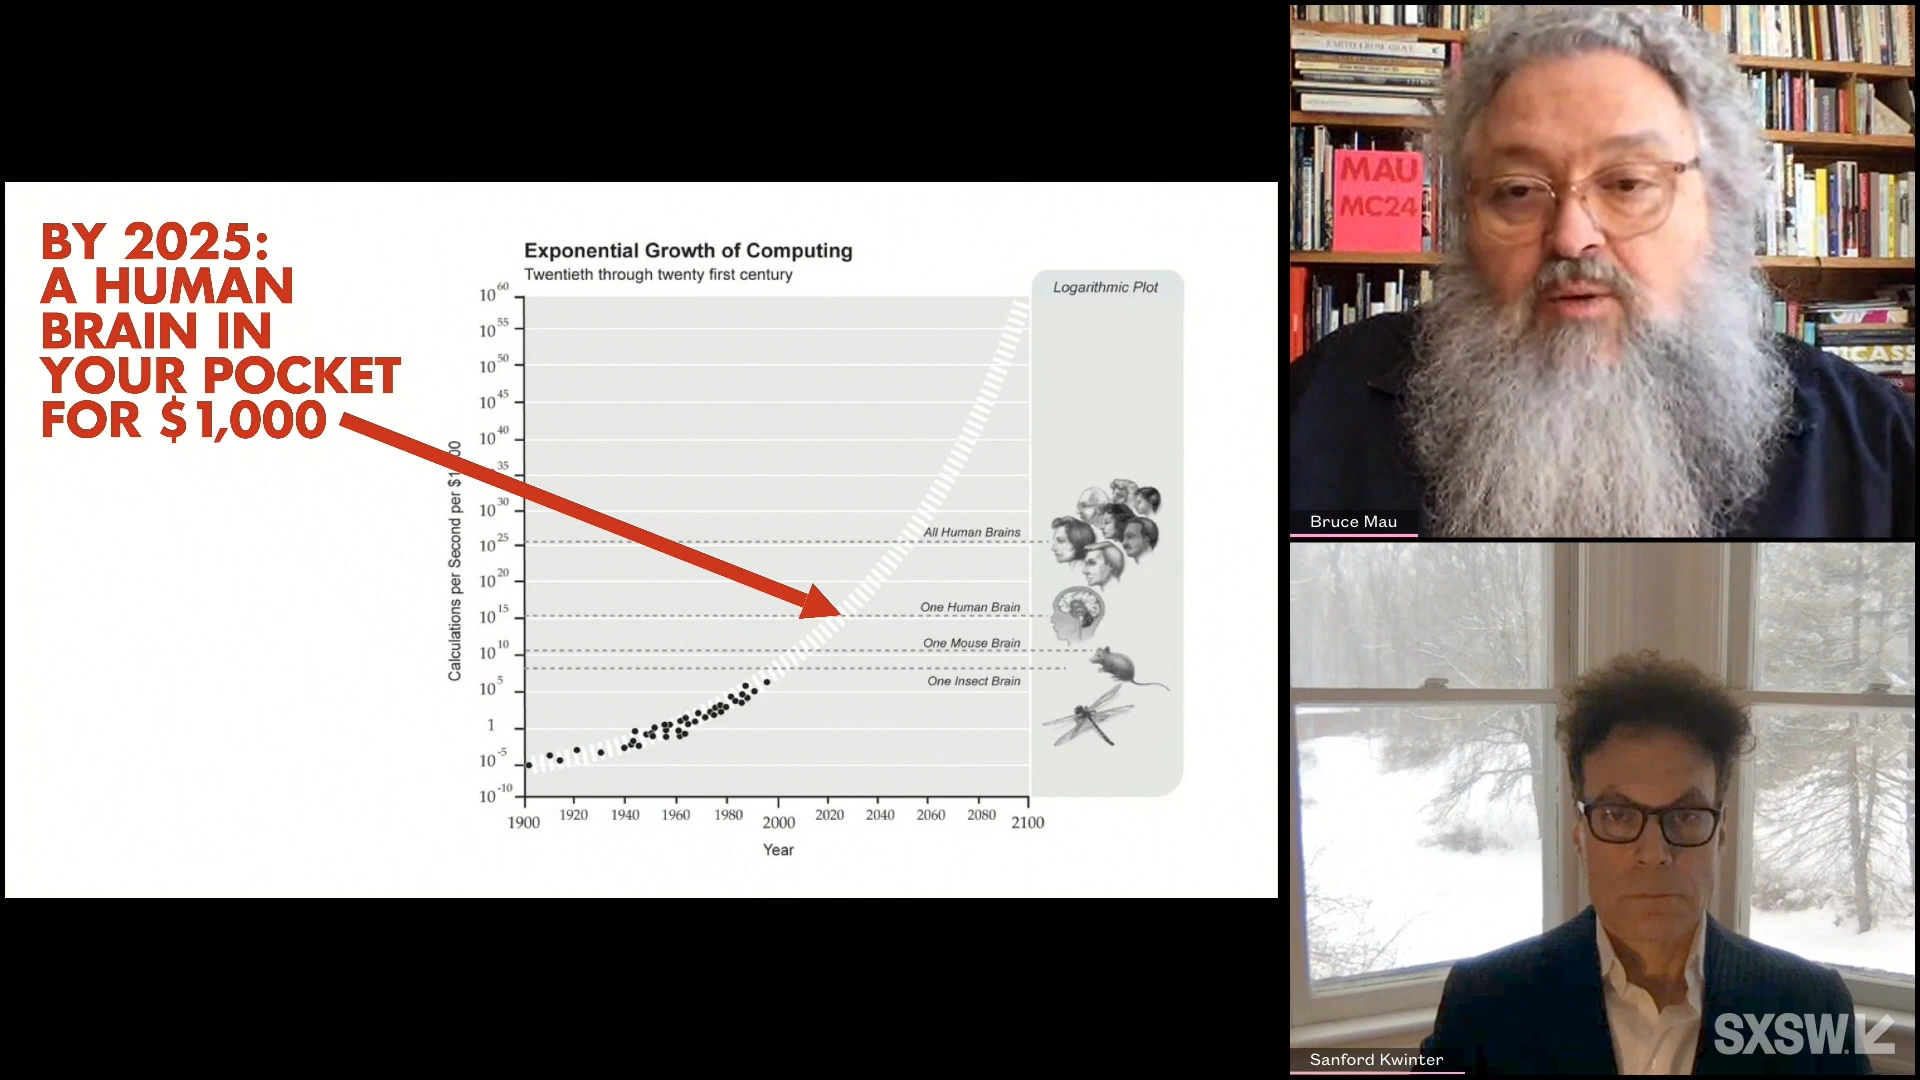 BY 2025:
A HUMAN
BRAIN IN
YOUR POCKET
FOR $1,000
Exponential Growth of Computing
Twentieth through twenty first century
Logarithmic Plot
Calculations per Second per
10^60
10^55
10^50
10^45
10^40
35
10^30
10^25
10^20
10^15
10^10
10^5
1
10^-5
10^-10
All Human Brains
One Human Brain
One Mouse Brain
One Insect Brain
1900 1920 1940 1960 1980 2000 2020 2040 2060 2080 2100
Year
MAU
MC24
Bruce Mau
Sanford Kwinter
SXSW.